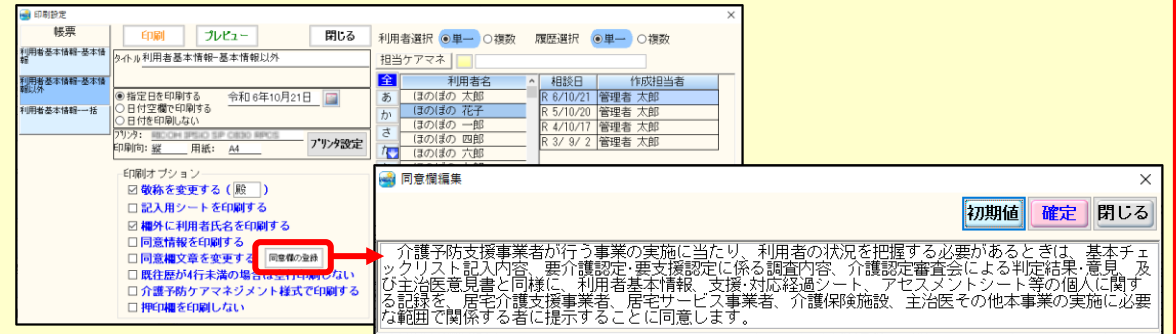 印刷設定
帳票
利用者基本情報-基本情報
利用者基本情報-基本情報以外
利用者基本情報-一括
印刷 プレビュー 閉じる
タイトル 利用者基本情報-基本情報以外
指定日を印刷する 令和 6年10月21日
日付空欄で印刷する
日付を印刷しない
プリンタ:
印刷向: 縦 用紙: A4 プリンタ設定
印刷オプション
敬称を変更する ( 殿 )
記入用シートを印刷する
欄外に利用者氏名を印刷する
同意情報を印刷する
同意欄文章を変更する 同意欄の登録
既往歴が4行未満の場合は空行印刷しない
介護予防ケアマネジメント様式で印刷する
押印欄を印刷しない
利用者選択 単一 複数 履歴選択 単一 複数
担当ケアマネ
全 利用者名 相談日 作成担当者
あ ほのぼの 太郎 R 6/10/21 管理者 太郎
か ほのぼの 花子 R 5/10/20 管理者 太郎
ほのぼの 一郎 R 4/10/17 管理者 太郎
さ ほのぼの 四郎 R 3/ 9/ 2 管理者 太郎
た ほのぼの 六郎
同意欄編集
初期値 確定 閉じる
介護予防支援事業者が行う事業の実施に当たり、利用者の状況を把握する必要があるときは、基本チェ
ックリスト記入内容、要介護認定・要支援認定に係る調査内容、介護認定審査会による判定結果・意見、及
び主治医意見書と同様に、利用者基本情報、支援・対応経過シート、アセスメントシート等の個人に関す
る記録を、居宅介護支援事業者、居宅サービス事業者、介護保険施設、主治医その他本事業の実施に必要
な範囲で関係する者に提示することに同意します。